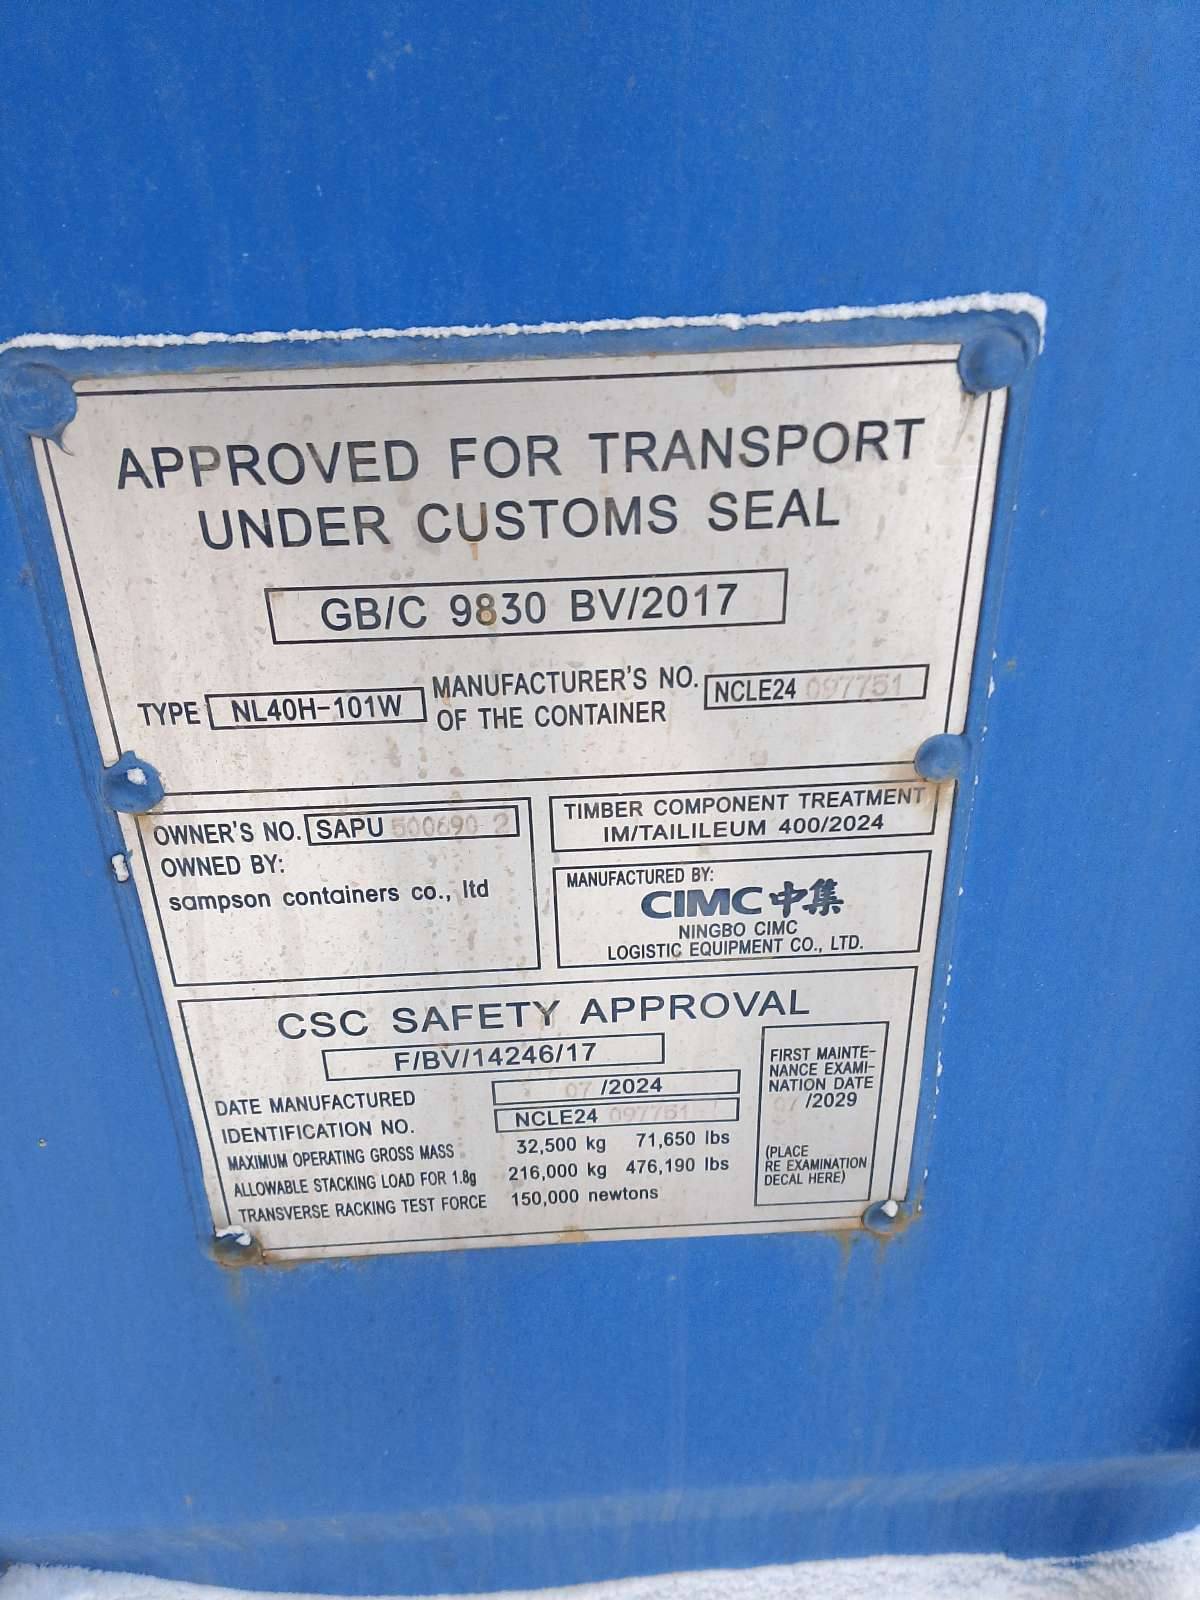 APPROVED FOR TRANSPORT
UNDER CUSTOMS SEAL
GB/C 9830 BV/2017
TYPE NL40H-101W MANUFACTURER'S NO. OF THE CONTAINER NCLE24 097751
OWNER'S NO. SAPU 500690 2
OWNED BY:
sampson containers co., ltd
TIMBER COMPONENT TREATMENT
IM/TAILILEUM 400/2024
MANUFACTURED BY:
CIMC中集
NINGBO CIMC
LOGISTIC EQUIPMENT CO., LTD.
CSC SAFETY APPROVAL
F/BV/14246/17
DATE MANUFACTURED 07/2024
IDENTIFICATION NO. NCLE24 097751
MAXIMUM OPERATING GROSS MASS 32,500 kg 71,650 lbs
ALLOWABLE STACKING LOAD FOR 1.8g 216,000 kg 476,190 lbs
TRANSVERSE RACKING TEST FORCE 150,000 newtons
FIRST MAINTE-
NANCE EXAMI-
NATION DATE
07/2029
(PLACE
RE EXAMINATION
DECAL HERE)